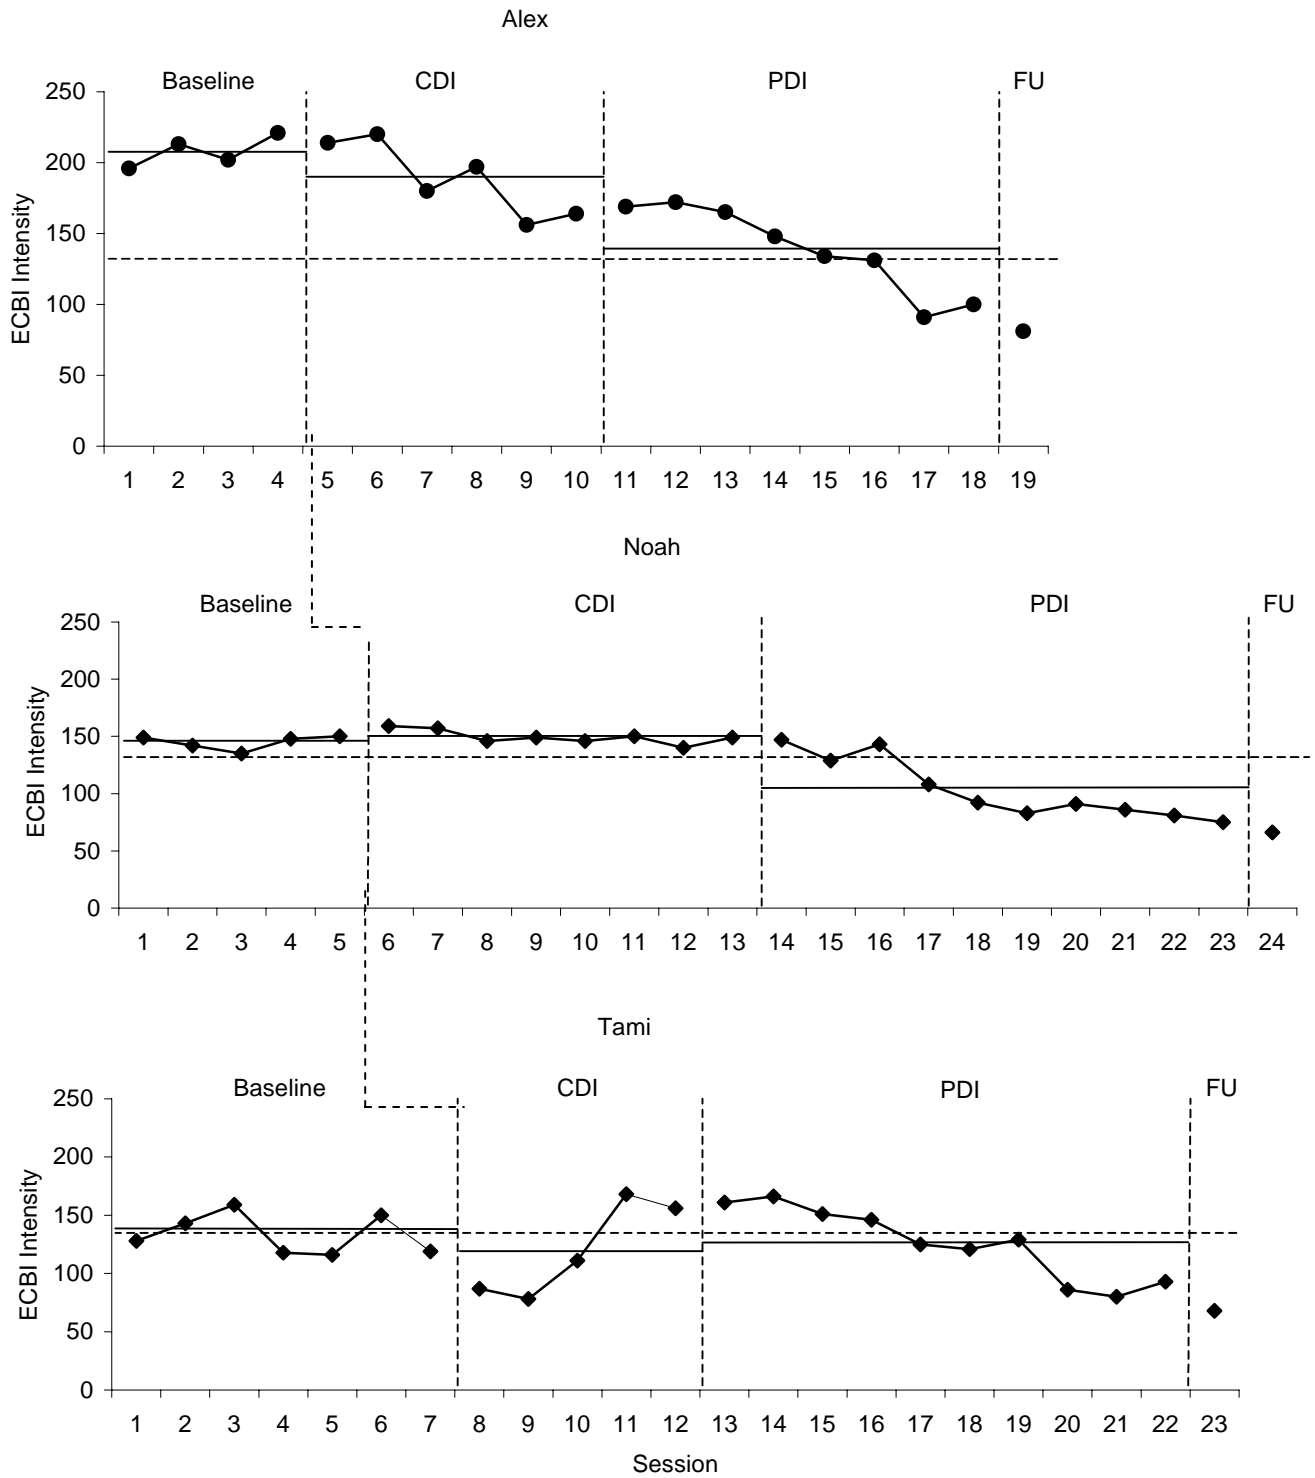 Alex
Baseline CDI PDI FU
250
200
150
100
50
0
ECBI Intensity
1 2 3 4 5 6 7 8 9 10 11 12 13 14 15 16 17 18 19
Noah
Baseline CDI PDI FU
250
200
150
100
50
0
ECBI Intensity
1 2 3 4 5 6 7 8 9 10 11 12 13 14 15 16 17 18 19 20 21 22 23 24
Tami
Baseline CDI PDI FU
250
200
150
100
50
0
ECBI Intensity
1 2 3 4 5 6 7 8 9 10 11 12 13 14 15 16 17 18 19 20 21 22 23
Session